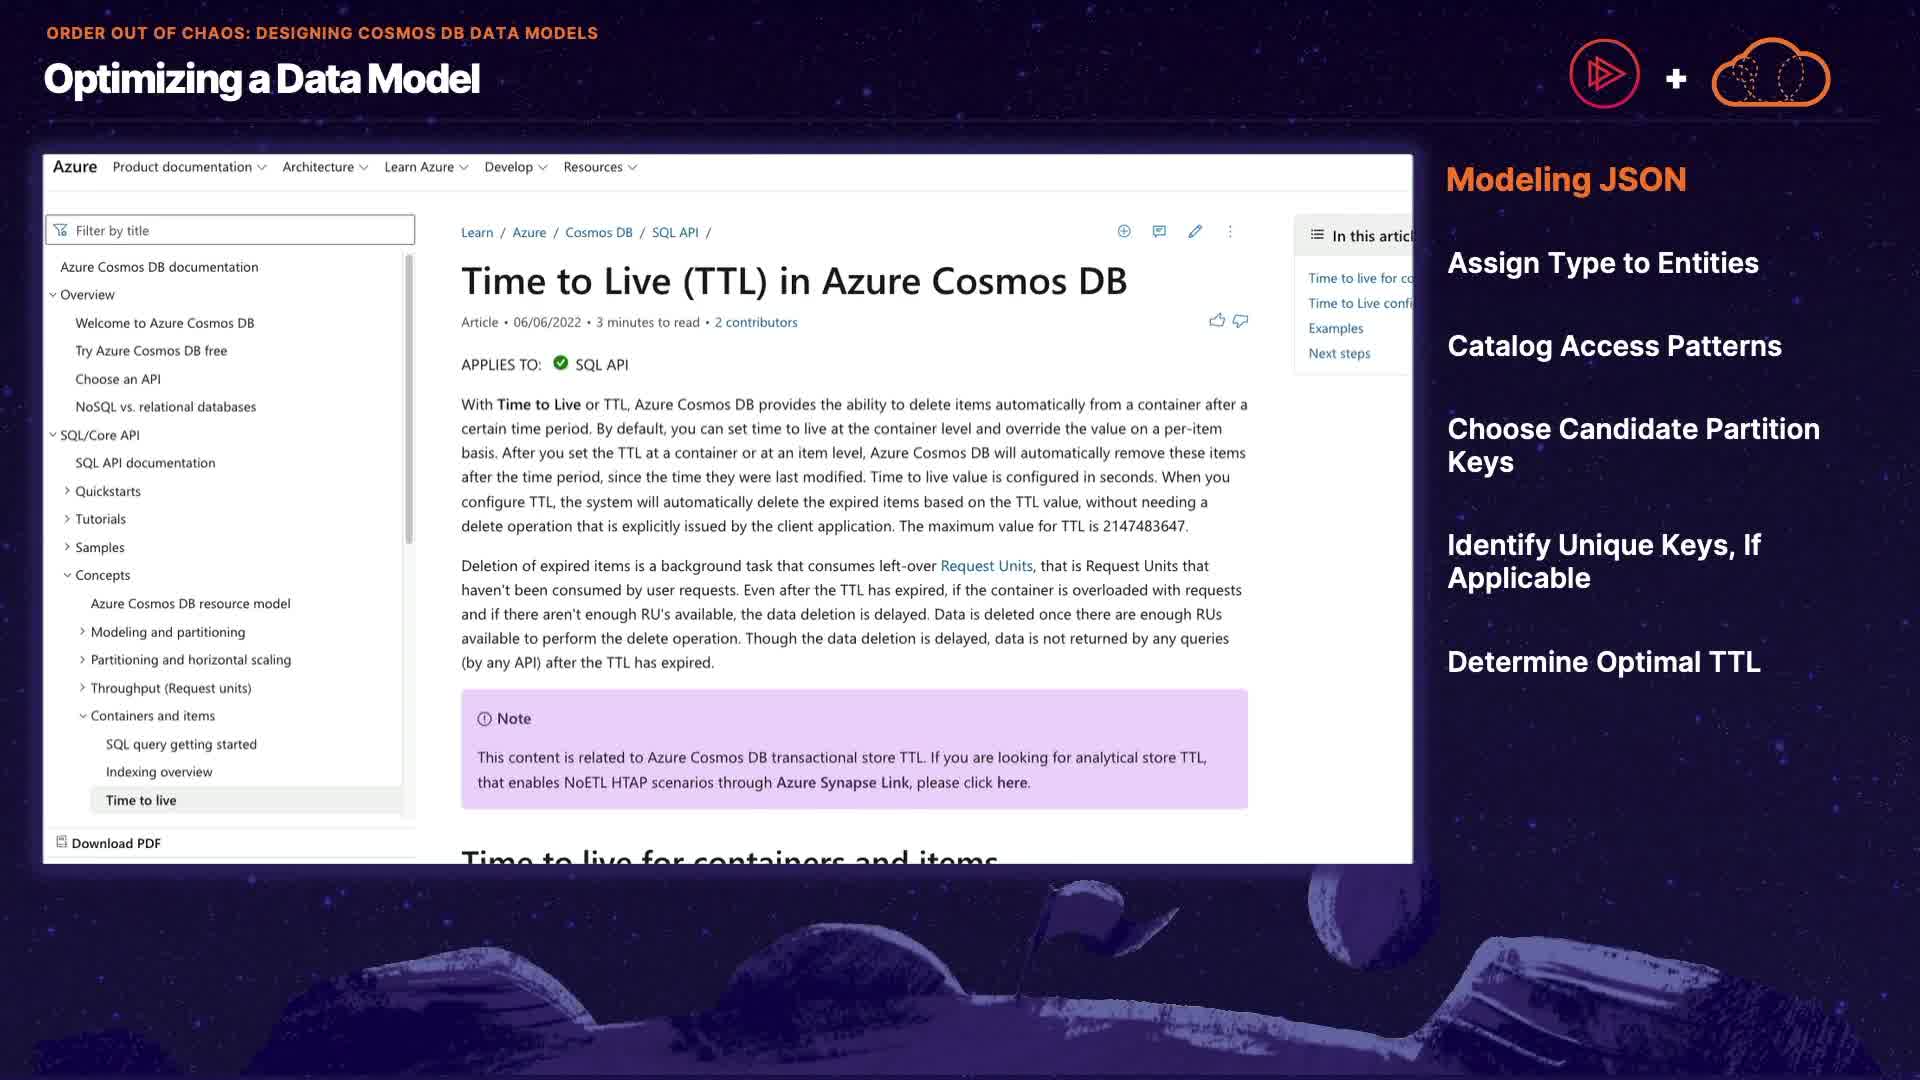 ORDER OUT OF CHAOS: DESIGNING COSMOS DB DATA MODELS
Optimizing a Data Model
Azure Product documentation Architecture Learn Azure Develop Resources
Filter by title
Azure Cosmos DB documentation
Overview
Welcome to Azure Cosmos DB
Try Azure Cosmos DB free
Choose an API
NoSQL vs. relational databases
SQL/Core API
SQL API documentation
Quickstarts
Tutorials
Samples
Concepts
Azure Cosmos DB resource model
Modeling and partitioning
Partitioning and horizontal scaling
Throughput (Request units)
Containers and items
SQL query getting started
Indexing overview
Time to live
Download PDF
Learn / Azure / Cosmos DB / SQL API /
Time to Live (TTL) in Azure Cosmos DB
Article • 06/06/2022 • 3 minutes to read • 2 contributors
APPLIES TO: SQL API
With Time to Live or TTL, Azure Cosmos DB provides the ability to delete items automatically from a container after a
certain time period. By default, you can set time to live at the container level and override the value on a per-item
basis. After you set the TTL at a container or at an item level, Azure Cosmos DB will automatically remove these items
after the time period, since the time they were last modified. Time to live value is configured in seconds. When you
configure TTL, the system will automatically delete the expired items based on the TTL value, without needing a
delete operation that is explicitly issued by the client application. The maximum value for TTL is 2147483647.
Deletion of expired items is a background task that consumes left-over Request Units, that is Request Units that
haven't been consumed by user requests. Even after the TTL has expired, if the container is overloaded with requests
and if there aren't enough RU's available, the data deletion is delayed. Data is deleted once there are enough RUs
available to perform the delete operation. Though the data deletion is delayed, data is not returned by any queries
(by any API) after the TTL has expired.
Note
This content is related to Azure Cosmos DB transactional store TTL. If you are looking for analytical store TTL,
that enables NoETL HTAP scenarios through Azure Synapse Link, please click here.
Time to live for containers and items
In this artic
Time to live for co
Time to Live confi
Examples
Next steps
Modeling JSON
Assign Type to Entities
Catalog Access Patterns
Choose Candidate Partition
Keys
Identify Unique Keys, If
Applicable
Determine Optimal TTL